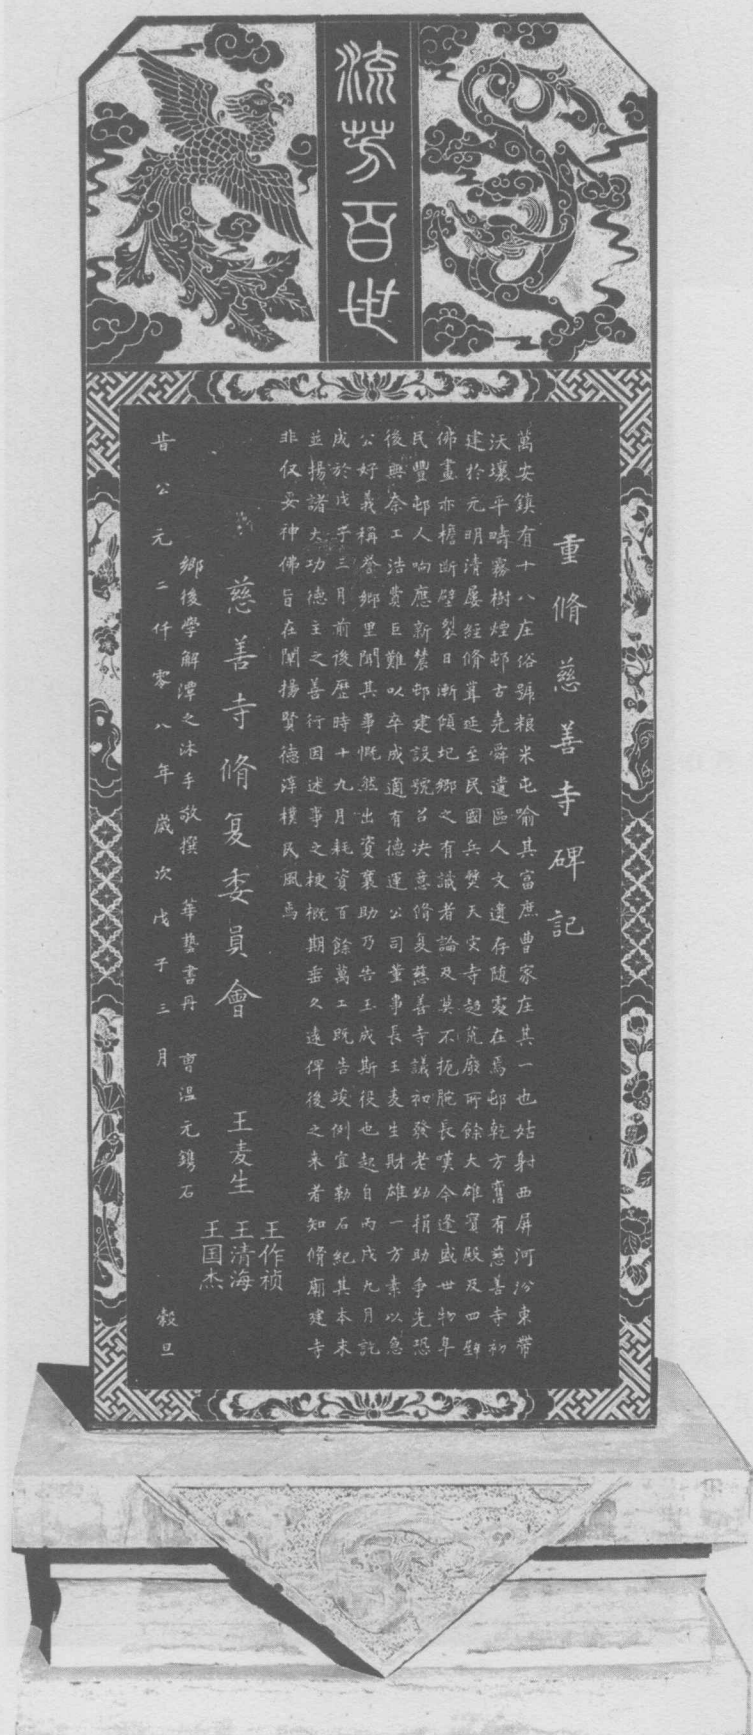 流芳百世
重脩慈善寺碑記
萬安鎮有十八庄俗號粮米屯喻其富庶曹家庄其一也姑射西屏河汾東帶
沃壤平疇霧樹煙邨古堯舜遺區人文遺存随處在焉邨乾方舊有慈善寺初
建於元明清屢經脩葺延至民國兵燹天灾寺超荒廢所餘大雄寳殿及四壁
佛畫亦檐断壁裂日漸傾圮鄉之有識者論及莫不扼腕長嘆今逢盛世物阜
民豐邨人响應新農邨建設號召决意脩复慈善寺議初發老幼捐助争先恐
後無奈工浩費巨難以卒成適有德運公司董事長王麦生財雄一方素以急
公好義稱誉鄉里聞其事慨然出資襄助乃告玉成斯役也起自丙戌九月訖
成於戊子三月前後歷時十九月耗資百餘萬工既告竣例宜勒石紀其本末
並揚諸大功德主之善行因述事之梗概期垂久遠俾後之来者知脩廟建寺
非仅妥神佛旨在闡揚賢德淳樸民風焉
慈善寺脩复委員會 王麦生 王作祯
王清海
王国杰
鄉後學解潭之沐手敬撰 華藝書丹 曹温元鐫石
昔公元二仟零八年歲次戊子三月 穀旦